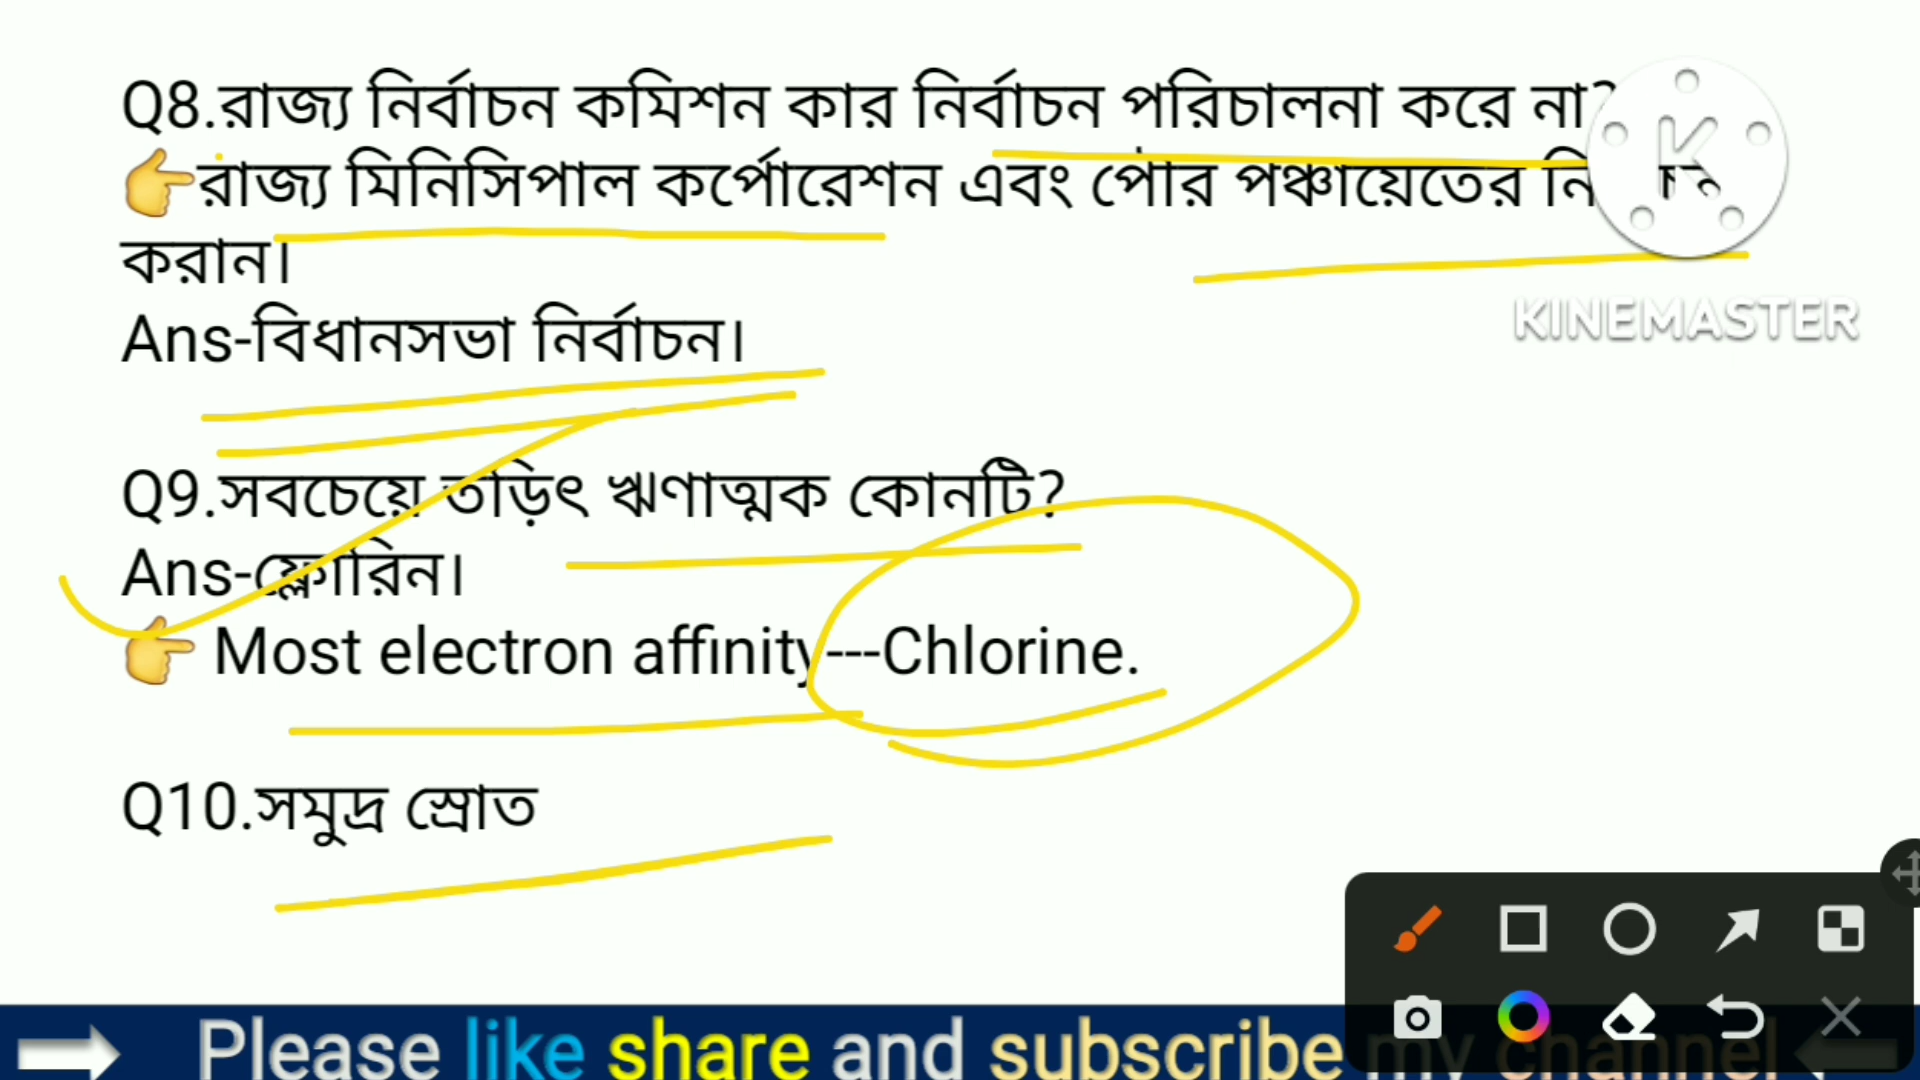 Q8.রাজ্য নির্বাচন কমিশন কার নির্বাচন পরিচালনা করে না?
👉রাজ্য মিনিসিপাল কর্পোরেশন এবং পৌর পঞ্চায়েতের
করান।
Ans-বিধানসভা নির্বাচন।
KINEMASTER
Q9.সবচেয়ে তড়িৎ ঋণাত্মক কোনটি?
Ans-ফ্লোরিন।
👉 Most electron affinity---Chlorine.
Q10.সমুদ্র স্রোত
Please like share and subscribe my channel